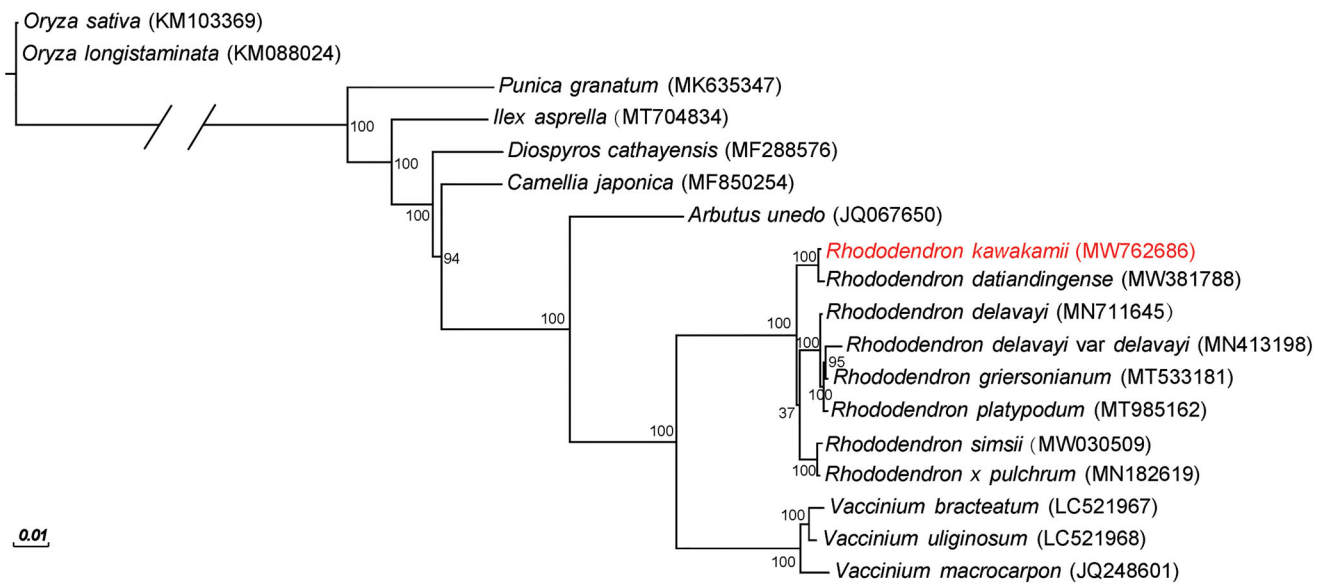 Oryza sativa (KM103369)
Oryza longistaminata (KM088024)
Punica granatum (MK635347)
100
Ilex asprella (MT704834)
100
Diospyros cathayensis (MF288576)
Camellia japonica (MF850254)
100
Arbutus unedo (JQ067650)
94
Rhododendron kawakamii (MW762686)
100
Rhododendron datiandingense (MW381788)
Rhododendron delavayi (MN711645)
100
100
100
Rhododendron delavayi var delavayi (MN413198)
95
Rhododendron griersonianum (MT533181)
100
Rhododendron platypodum (MT985162)
37
100
Rhododendron simsii (MW030509)
100
Rhododendron x pulchrum (MN182619)
Vaccinium bracteatum (LC521967)
100
0.01
Vaccinium uliginosum (LC521968)
100
Vaccinium macrocarpon (JQ248601)